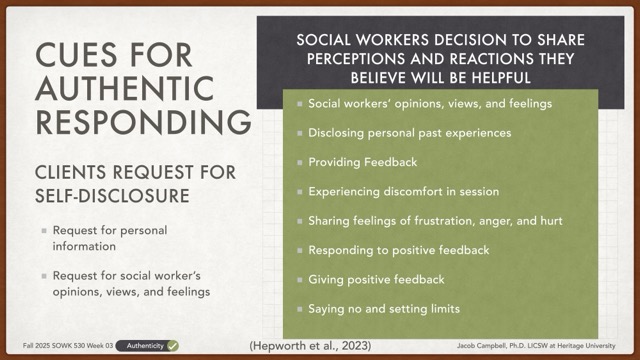 CUES FOR
AUTHENTIC
RESPONDING
CLIENTS REQUEST FOR
SELF-DISCLOSURE
Request for personal
information
Request for social worker's
opinions, views, and feelings
SOCIAL WORKERS DECISION TO SHARE
PERCEPTIONS AND REACTIONS THEY
BELIEVE WILL BE HELPFUL
Social workers' opinions, views, and feelings
Disclosing personal past experiences
Providing Feedback
Experiencing discomfort in session
Sharing feelings of frustration, anger, and hurt
Responding to positive feedback
Giving positive feedback
Saying no and setting limits
Fall 2025 SOWK 530 Week 03 Authenticity
(Hepworth et al., 2023)
Jacob Campbell, Ph.D. LICSW at Heritage University